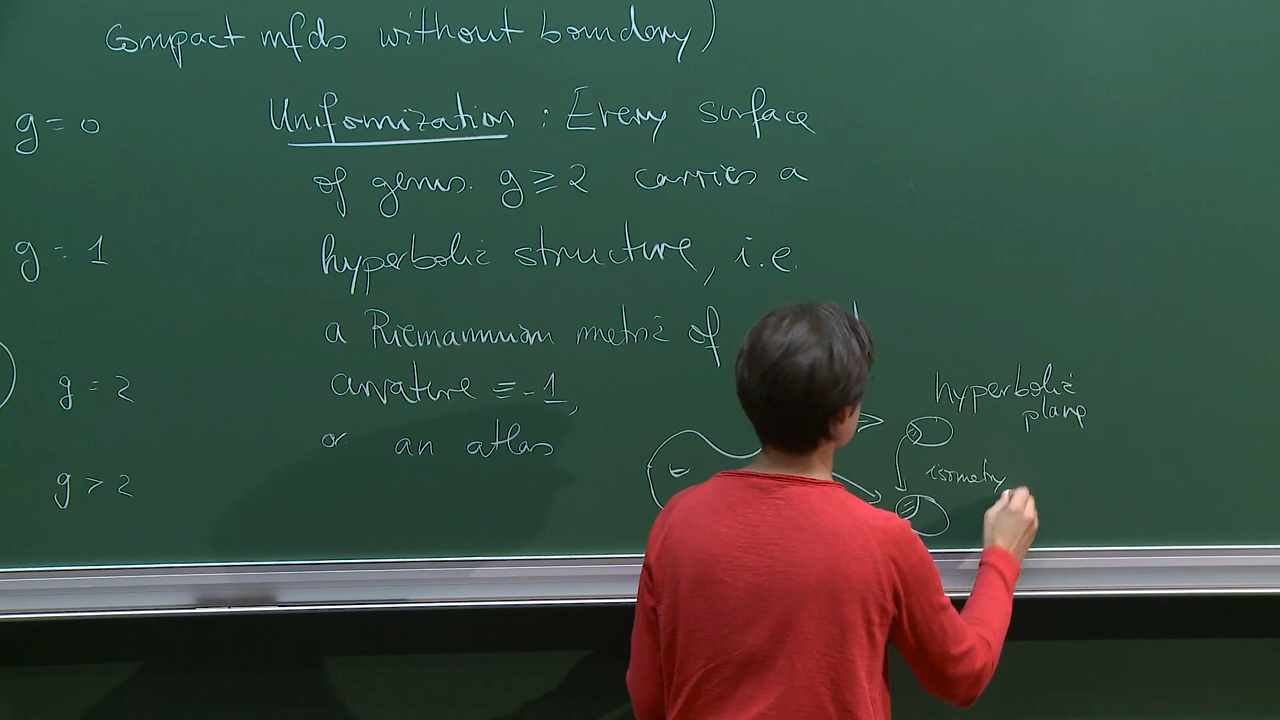 compact mfds without boundary)
g = 0
Uniformization : Every surface
of genus. g ≥ 2 carries a
g = 1
hyperbolic structure, i.e.
a Riemannian metric of
g = 2
curvature ≡ -1,
or an atlas
g > 2
hyperbolic
plane
isometry